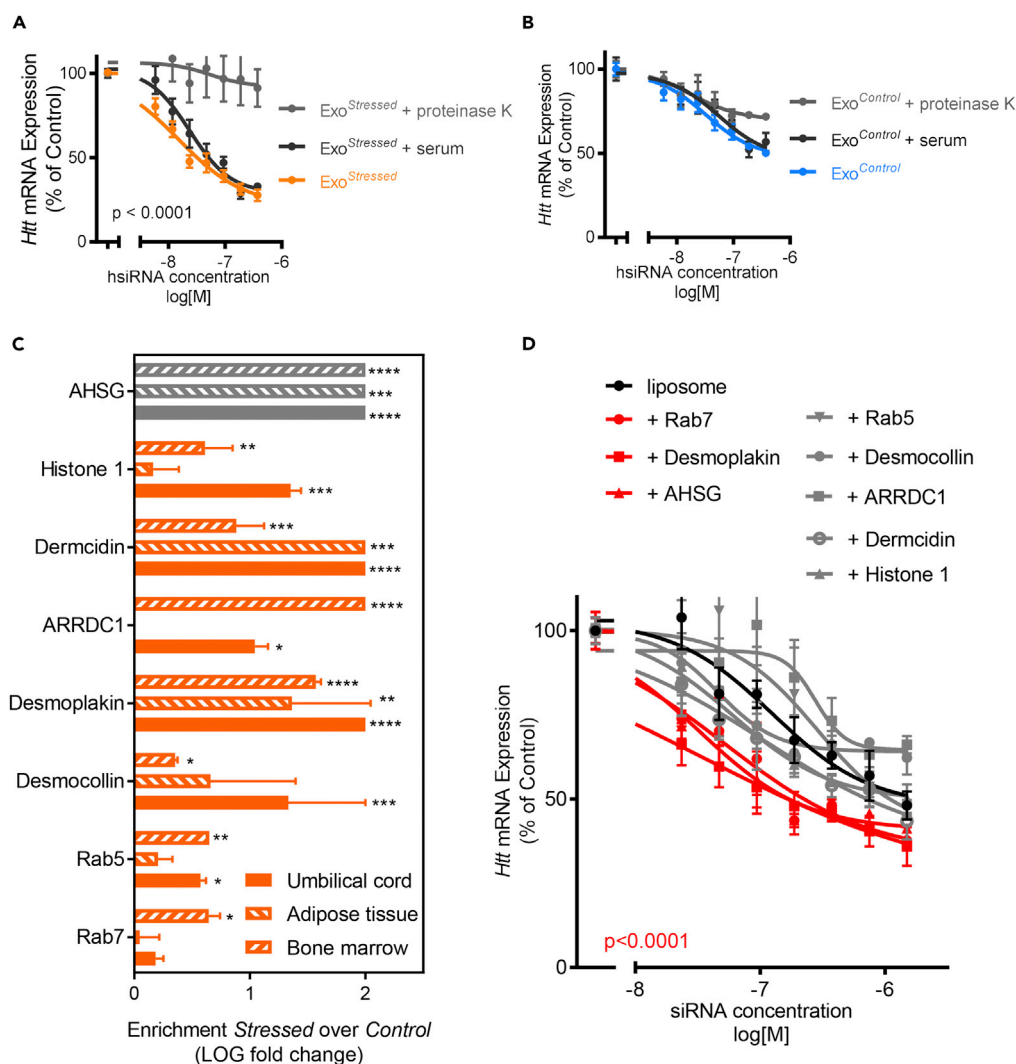 A
Htt mRNA Expression
(% of Control)
100
50
0
p < 0.0001
-8
-7
-6
hsiRNA concentration
log[M]
Exo^Stressed + proteinase K
Exo^Stressed + serum
Exo^Stressed
B
Htt mRNA Expression
(% of Control)
100
50
0
-8
-7
-6
hsiRNA concentration
log[M]
Exo^Control + proteinase K
Exo^Control + serum
Exo^Control
C
AHSG
****
***
****
Histone 1
**
***
Dermcidin
***
***
****
ARRDC1
****
*
Desmoplakin
****
**
****
Desmocollin
*
***
Rab5
**
*
Rab7
*
Umbilical cord
Adipose tissue
Bone marrow
0
1
2
Enrichment Stressed over Control
(LOG fold change)
D
liposome
+ Rab7
+ Desmoplakin
+ AHSG
+ Rab5
+ Desmocollin
+ ARRDC1
+ Dermcidin
+ Histone 1
Htt mRNA Expression
(% of Control)
100
50
0
p<0.0001
-8
-7
-6
siRNA concentration
log[M]